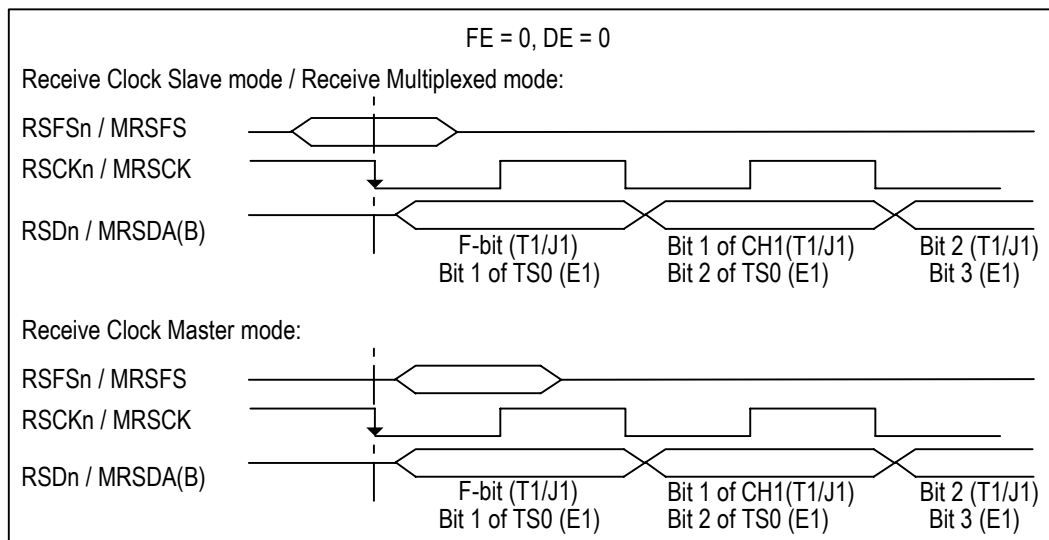 FE = 0, DE = 0
Receive Clock Slave mode / Receive Multiplexed mode:
RSFSn / MRSFS
RSCKn / MRSCK
RSDn / MRSDA(B)
F-bit (T1/J1) Bit 1 of CH1(T1/J1) Bit 2 (T1/J1)
Bit 1 of TS0 (E1) Bit 2 of TS0 (E1) Bit 3 (E1)
Receive Clock Master mode:
RSFSn / MRSFS
RSCKn / MRSCK
RSDn / MRSDA(B)
F-bit (T1/J1) Bit 1 of CH1(T1/J1) Bit 2 (T1/J1)
Bit 1 of TS0 (E1) Bit 2 of TS0 (E1) Bit 3 (E1)